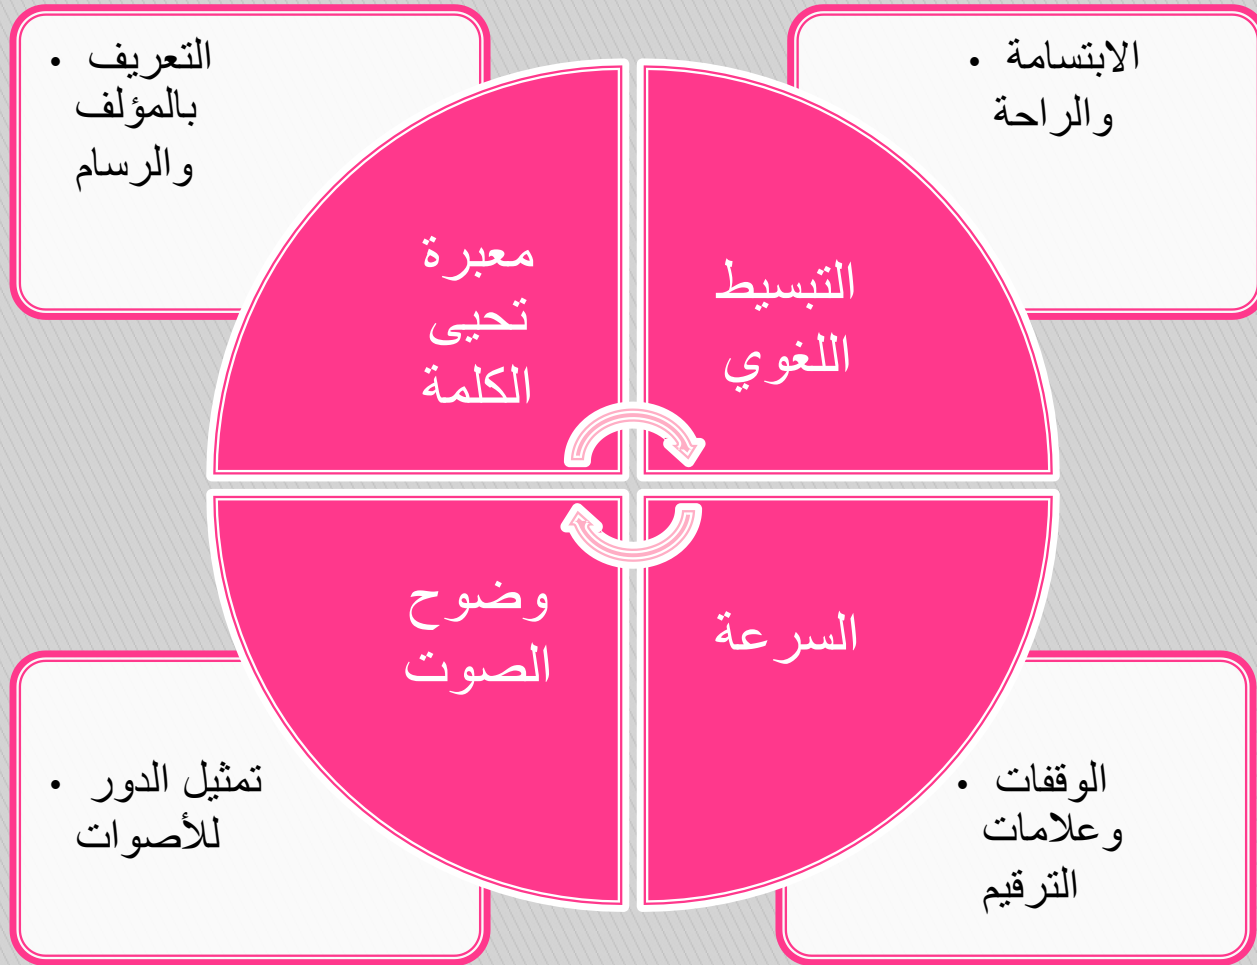 الابتسامة
والراحة
التعريف
بالمؤلف
والرسام
التبسيط
اللغوي
معبرة
تحيى
الكلمة
السرعة
وضوح
الصوت
الوقفات
وعلامات
الترقيم
تمثيل الدور
للأصوات